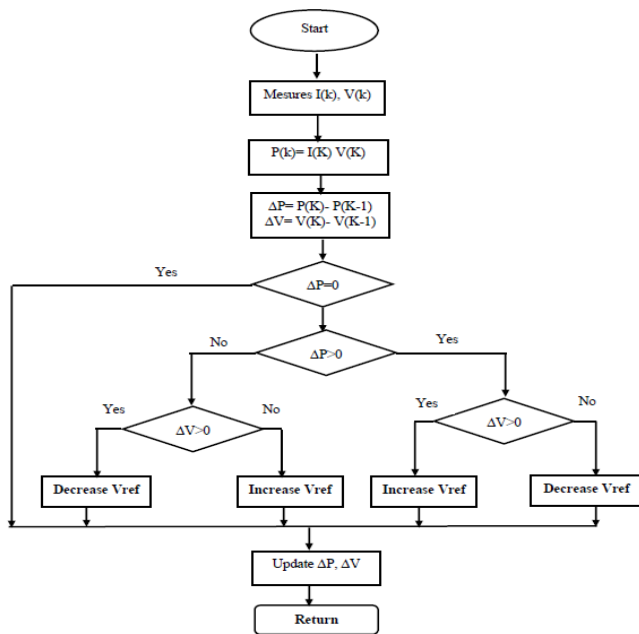 Start
Mesures I(k), V(k)
P(k)= I(K) V(K)
ΔP= P(K)- P(K-1)
ΔV= V(K)- V(K-1)
Yes
ΔP=0
No
ΔP>0
Yes
Yes
ΔV>0
No
Yes
ΔV>0
No
Decrease Vref
Increase Vref
Increase Vref
Decrease Vref
Update ΔP, ΔV
Return